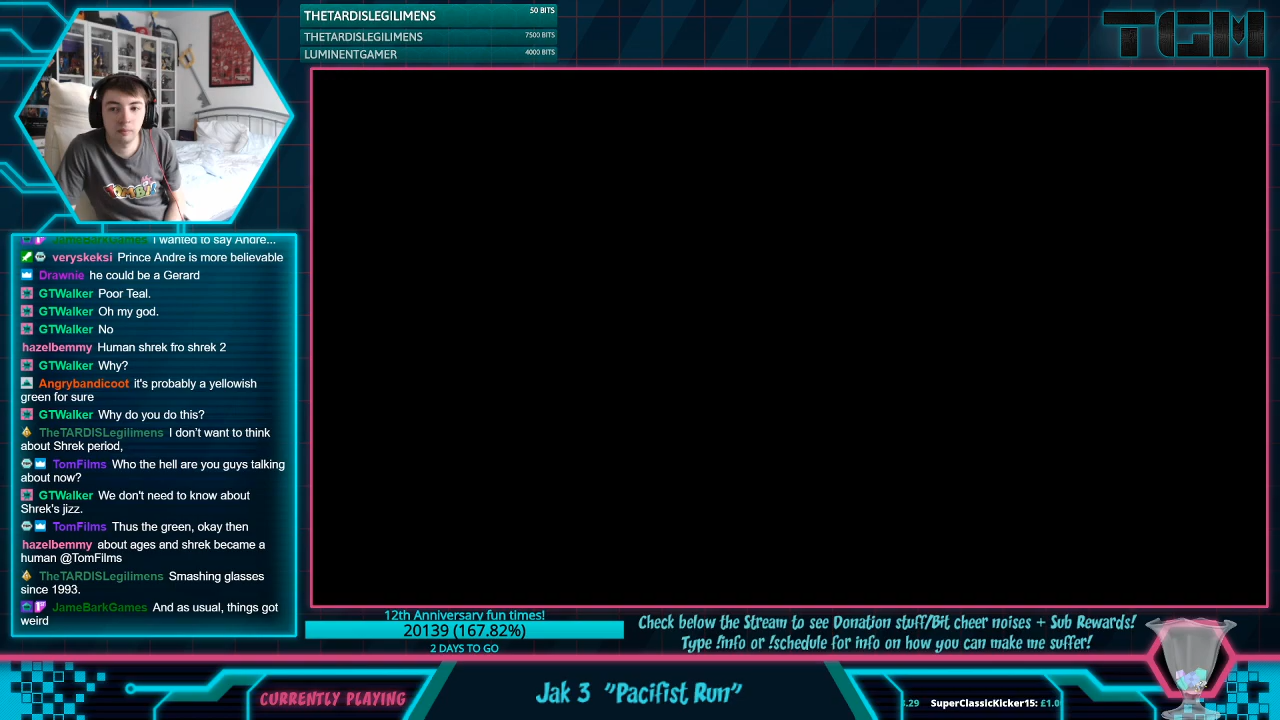 THETARDISLEGILIMENS 50 BITS
THETARDISLEGILIMENS 7500 BITS
LUMINENTGAMER 4000 BITS
TGM
JameBarkGames I wanted to say Andre...
veryskeksi Prince Andre is more believable
Drawnie he could be a Gerard
GTWalker Poor Teal.
GTWalker Oh my god.
GTWalker No
hazelbemmy Human shrek fro shrek 2
GTWalker Why?
Angrybandicoot it's probably a yellowish
green for sure
GTWalker Why do you do this?
TheTARDISLegilimens I don't want to think
about Shrek period,
TomFilms Who the hell are you guys talking
about now?
GTWalker We don't need to know about
Shrek's jizz.
TomFilms Thus the green, okay then
hazelbemmy about ages and shrek became a
human @TomFilms
TheTARDISLegilimens Smashing glasses
since 1993.
JameBarkGames And as usual, things got
weird
12th Anniversary fun times!
20139 (167.82%)
2 DAYS TO GO
Check below the Stream to see Donation stuff/Bit cheer noises + Sub Rewards!
Type !info or !schedule for info on how you can make me suffer!
CURRENTLY PLAYING
Jak 3 "Pacifist Run"
.29 SuperClassicKicker15: £1.0